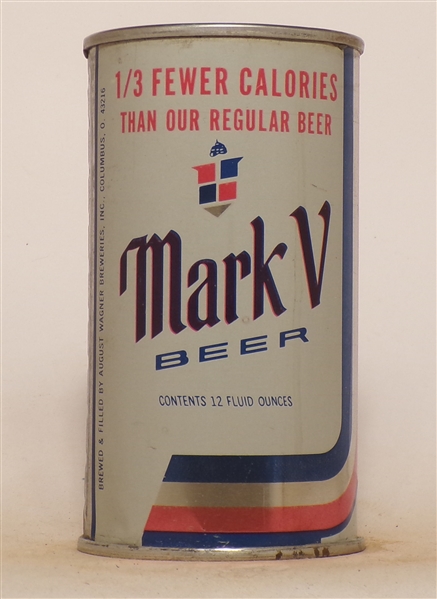 1/3 FEWER CALORIES
THAN OUR REGULAR BEER
Mark V
BEER
CONTENTS 12 FLUID OUNCES
BREWED & FILLED BY AUGUST WAGNER BREWERIES, INC., COLUMBUS, O. 43215